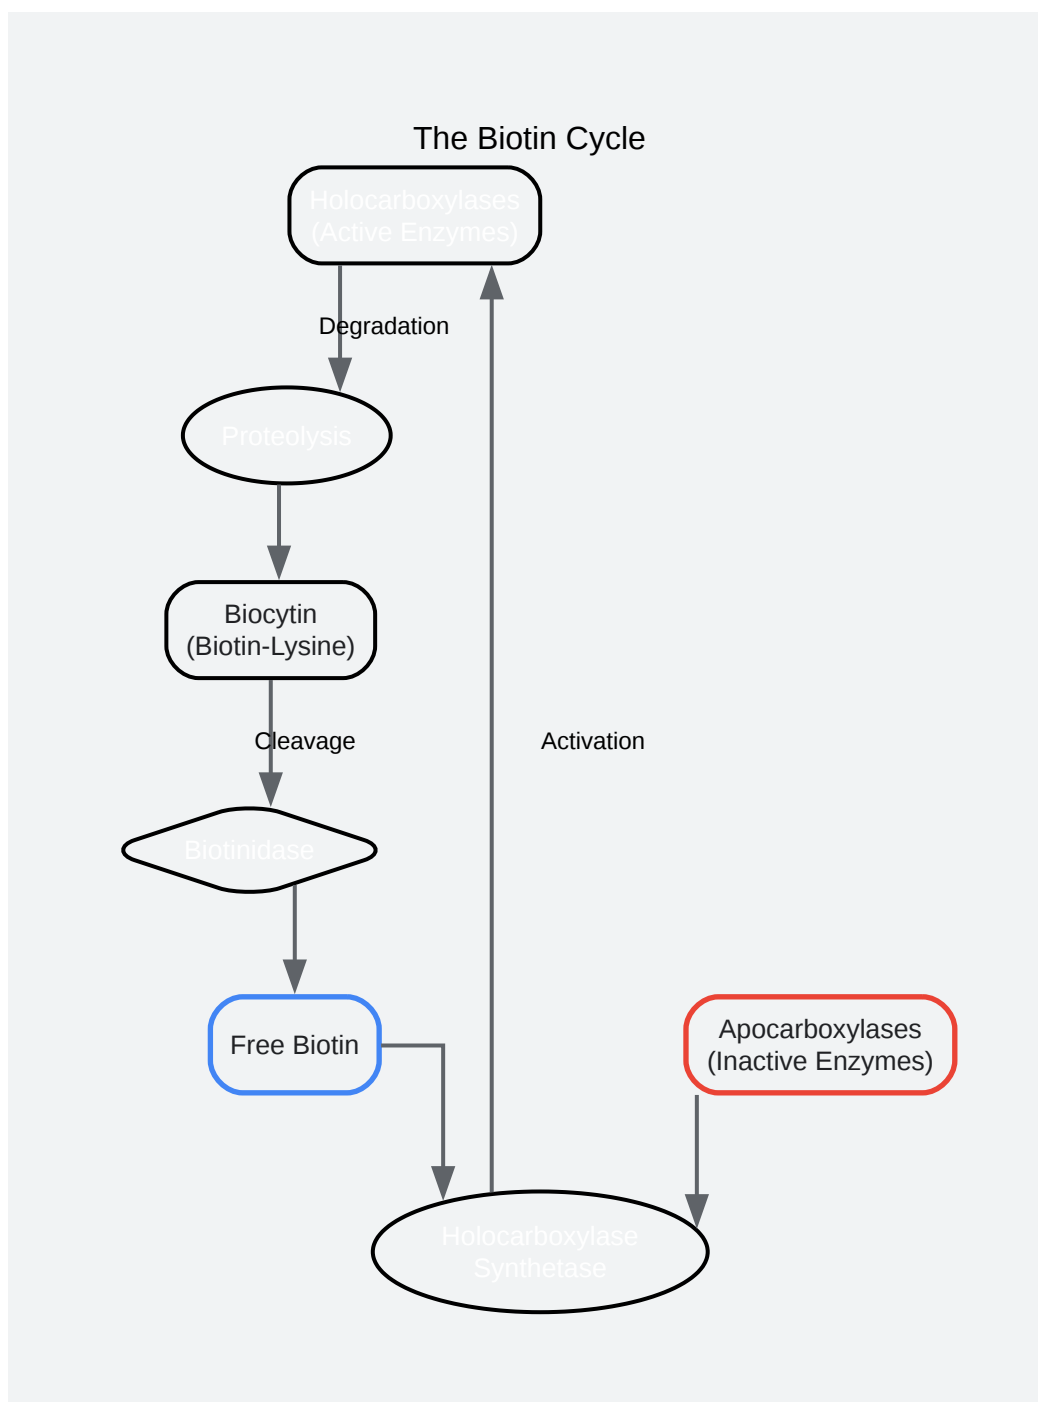 The Biotin Cycle
Holocarboxylases
(Active Enzymes)
Degradation
Proteolysis
Biocytin
(Biotin-Lysine)
Cleavage
Activation
Biotinidase
Free Biotin
Apocarboxylases
(Inactive Enzymes)
Holocarboxylase
Synthetase